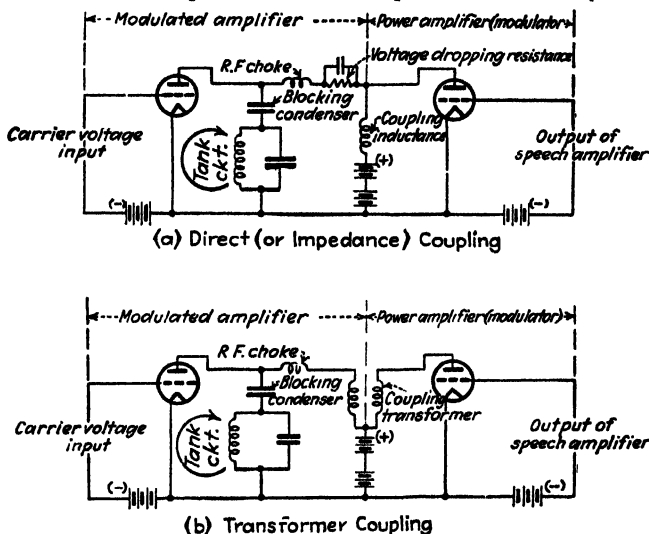 Modulated amplifier
Power amplifier (modulator)
R.F. choke
Voltage dropping resistance
Blocking
condenser
Carrier voltage
input
Tank
ckt.
Coupling
inductance
(+)
Output of
speech amplifier
(-)
(-)
(a) Direct (or Impedance) Coupling
Modulated amplifier
Power amplifier (modulator)
R.F. choke
Blocking
condenser
Carrier voltage
input
Tank
ckt.
Coupling
transformer
(+)
Output of
speech amplifier
(-)
(-)
(b) Transformer Coupling